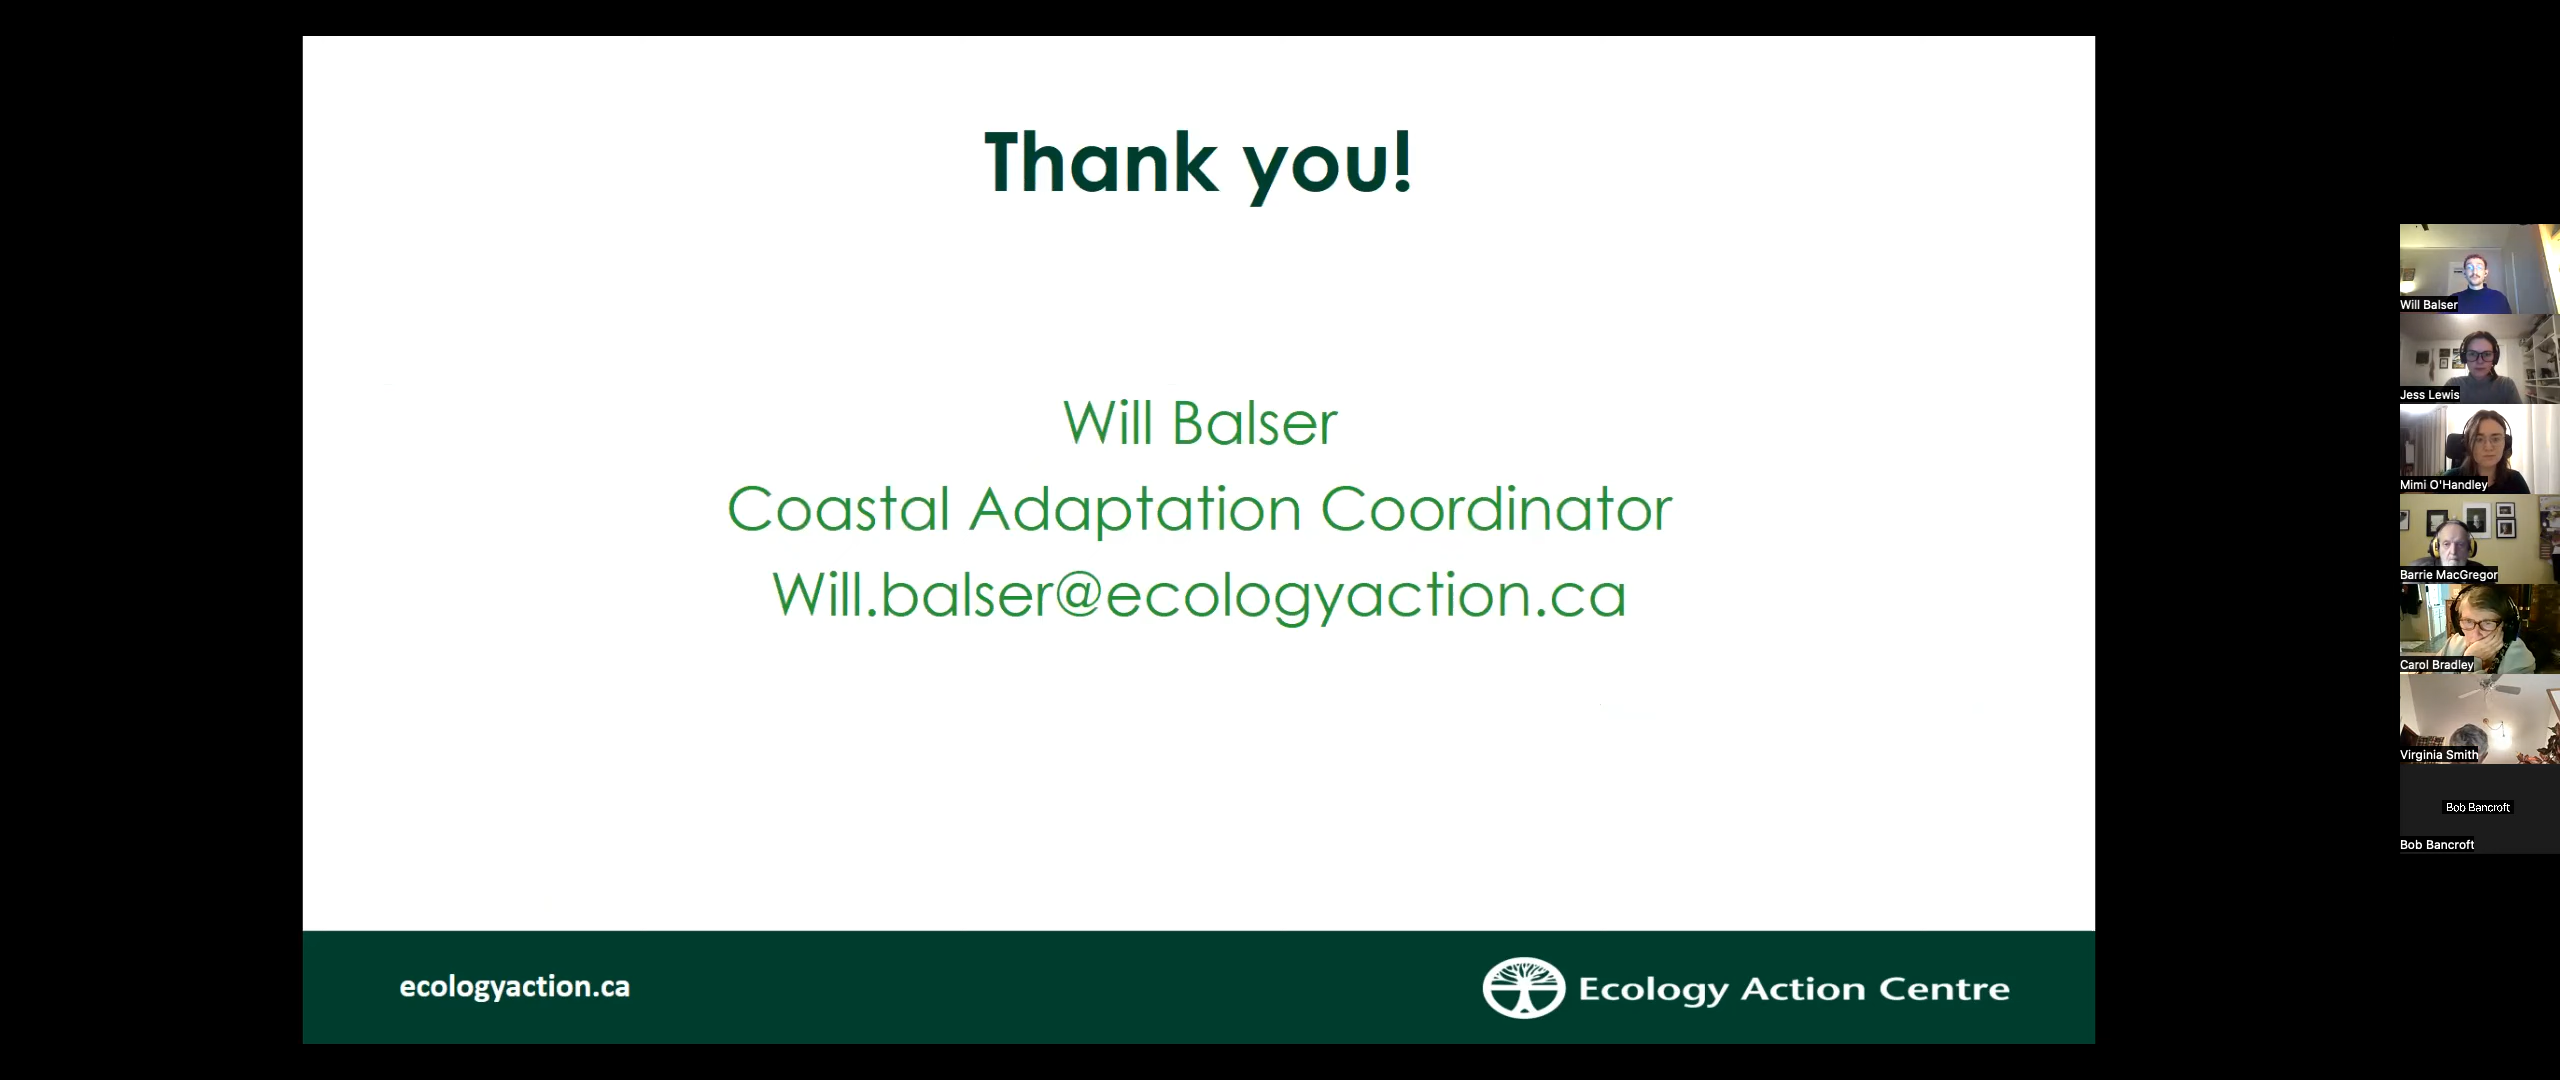 Thank you!
Will Balser
Coastal Adaptation Coordinator
Will.balser@ecologyaction.ca
ecologyaction.ca
Ecology Action Centre
Will Balser
Jess Lewis
Mimi O'Handley
Barrie MacGregor
Carol Bradley
Virginia Smith
Bob Bancroft
Bob Bancroft